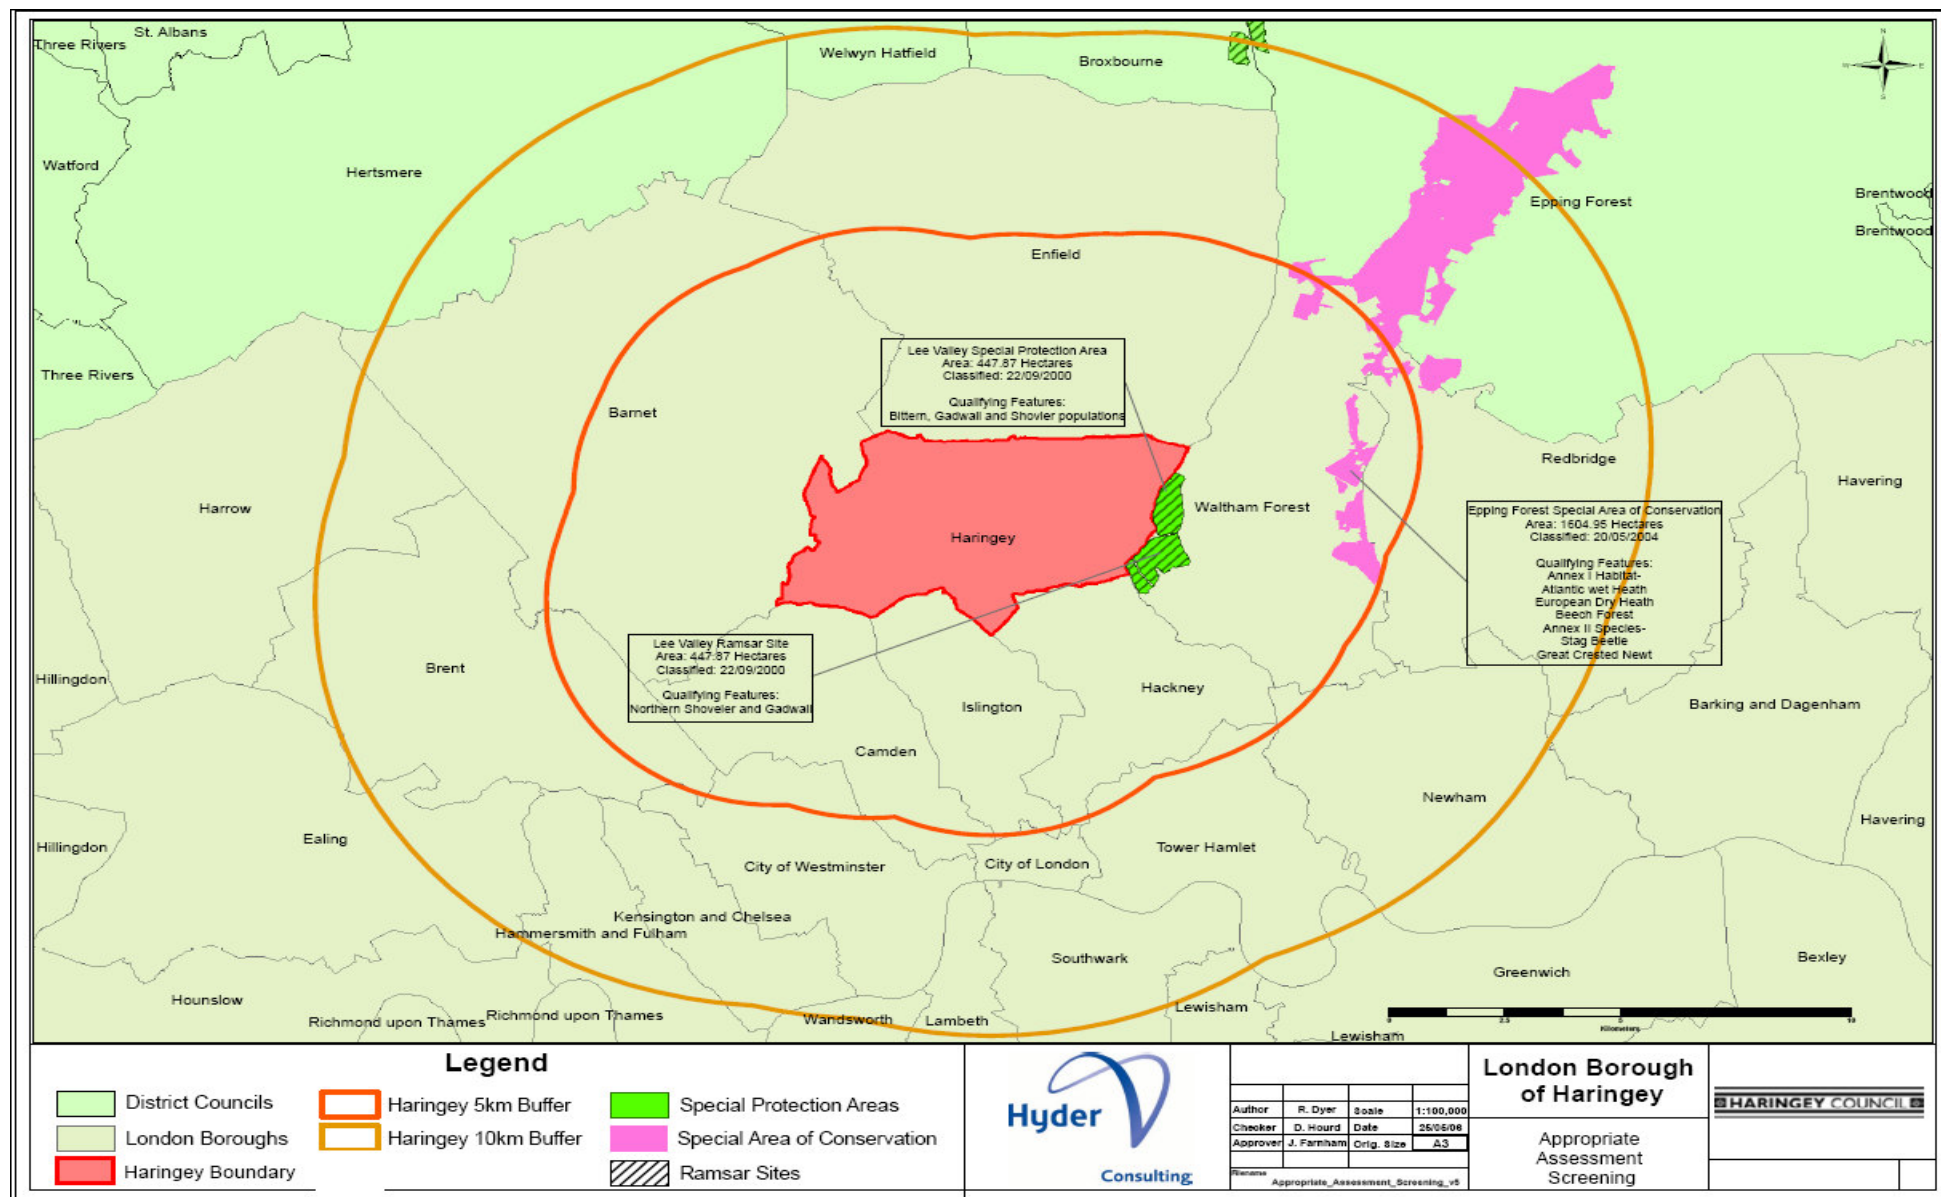 St. Albans
Three Rivers
Welwyn Hatfield
Broxbourne
N
W
E
S
Watford
Hertsmere
Epping Forest
Brentwood
Brentwood
Enfield
Three Rivers
Lee Valley Special Protection Area
Area: 447.87 Hectares
Classified: 22/09/2000
Qualifying Features:
Bittern, Gadwall and Shovler populations
Barnet
Redbridge
Havering
Harrow
Waltham Forest
Haringey
Epping Forest Special Area of Conservation
Area: 1604.95 Hectares
Classified: 20/05/2004
Qualifying Features:
Annex I Habitat-
Atlantic wet Heath
European Dry Heath
Beech Forest
Annex II Species-
Stag Beetle
Great Crested Newt
Lee Valley Ramsar Site
Area: 447.87 Hectares
Classified: 22/09/2000
Qualifying Features:
Northern Shoveler and Gadwall
Brent
Hillingdon
Hackney
Islington
Barking and Dagenham
Camden
Newham
Havering
Ealing
Hillingdon
City of Westminster
City of London
Tower Hamlet
Kensington and Chelsea
Hammersmith and Fulham
Southwark
Greenwich
Bexley
Hounslow
Richmond upon Thames
Richmond upon Thames
Wandsworth
Lambeth
Lewisham
Lewisham
0 2.5 5 10
Kilometers
Legend
District Councils
London Boroughs
Haringey Boundary
Haringey 5km Buffer
Haringey 10km Buffer
Special Protection Areas
Special Area of Conservation
Ramsar Sites
Hyder
Consulting
Author R. Dyer Scale 1:100,000
Checker D. Hourd Date 25/05/06
Approver J. Farnham Orig. Size A3
Filename
Appropriate_Assessment_Screening_v5
London Borough
of Haringey
Appropriate
Assessment
Screening
HARINGEY COUNCIL